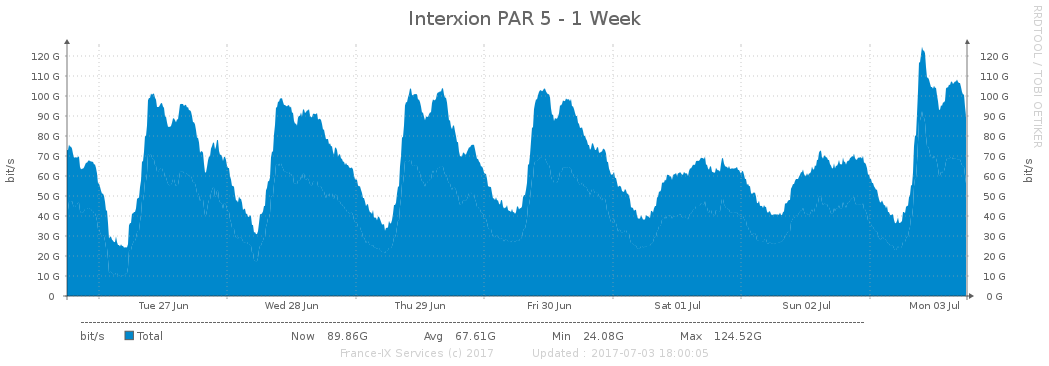 Interxion PAR 5 - 1 Week
RRDTOOL / TOBI OETIKER
bit/s
120 G 120 G
110 G 110 G
100 G 100 G
90 G 90 G
80 G 80 G
70 G 70 G
60 G 60 G
50 G 50 G
40 G 40 G
30 G 30 G
20 G 20 G
10 G 10 G
0 0 G
bit/s
Tue 27 Jun Wed 28 Jun Thu 29 Jun Fri 30 Jun Sat 01 Jul Sun 02 Jul Mon 03 Jul
bit/s Total Now 89.86G Avg 67.61G Min 24.08G Max 124.52G
France-IX Services (c) 2017 Updated : 2017-07-03 18:00:05